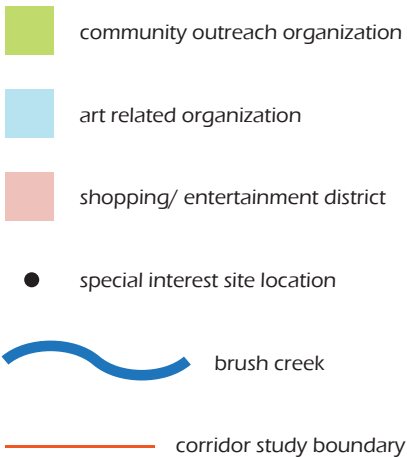 community outreach organization
art related organization
shopping/ entertainment district
special interest site location
brush creek
corridor study boundary